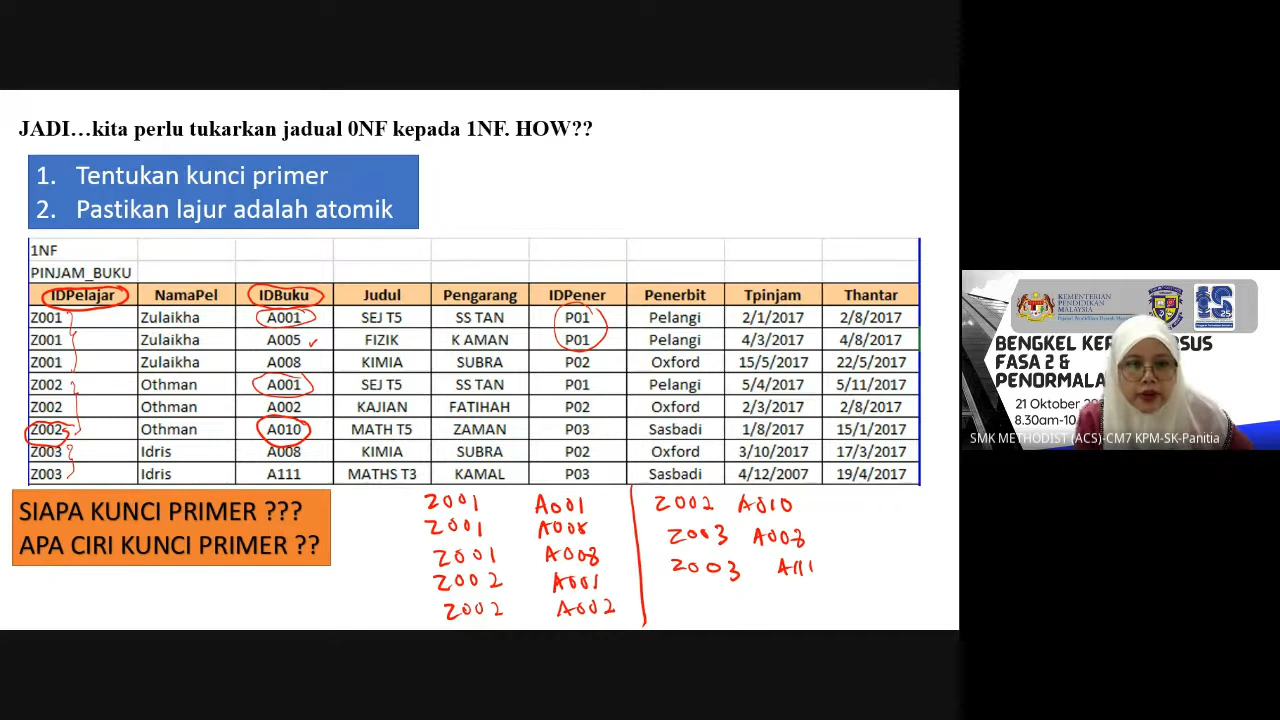 JADI…kita perlu tukarkan jadual 0NF kepada 1NF. HOW??
1. Tentukan kunci primer
2. Pastikan lajur adalah atomik
1NF
PINJAM_BUKU
IDPelajar NamaPel IDBuku Judul Pengarang IDPener Penerbit Tpinjam Thantar
Z001 Zulaikha A001 SEJ T5 SS TAN P01 Pelangi 2/1/2017 2/8/2017
Z001 Zulaikha A005 FIZIK K AMAN P01 Pelangi 4/3/2017 4/8/2017
Z001 Zulaikha A008 KIMIA SUBRA P02 Oxford 15/5/2017 22/5/2017
Z002 Othman A001 SEJ T5 SS TAN P01 Pelangi 5/4/2017 5/11/2017
Z002 Othman A002 KAJIAN FATIHAH P02 Oxford 2/3/2017 2/8/2017
Z002 Othman A010 MATH T5 ZAMAN P03 Sasbadi 1/8/2017 15/1/2017
Z003 Idris A008 KIMIA SUBRA P02 Oxford 3/10/2017 17/3/2017
Z003 Idris A111 MATHS T3 KAMAL P03 Sasbadi 4/12/2007 19/4/2017
SIAPA KUNCI PRIMER ???
APA CIRI KUNCI PRIMER ??
Z001 A001
Z001 A005
Z001 A008
Z002 A001
Z002 A002
Z002 A010
Z003 A008
Z003 A111
KEMENTERIAN
PENDIDIKAN
MALAYSIA
BENGKEL
FASA 2 &
PENORMALA
21 Oktober
8.30am-10
SMK METHODIST (ACS)-CM7 KPM-SK-Panitia